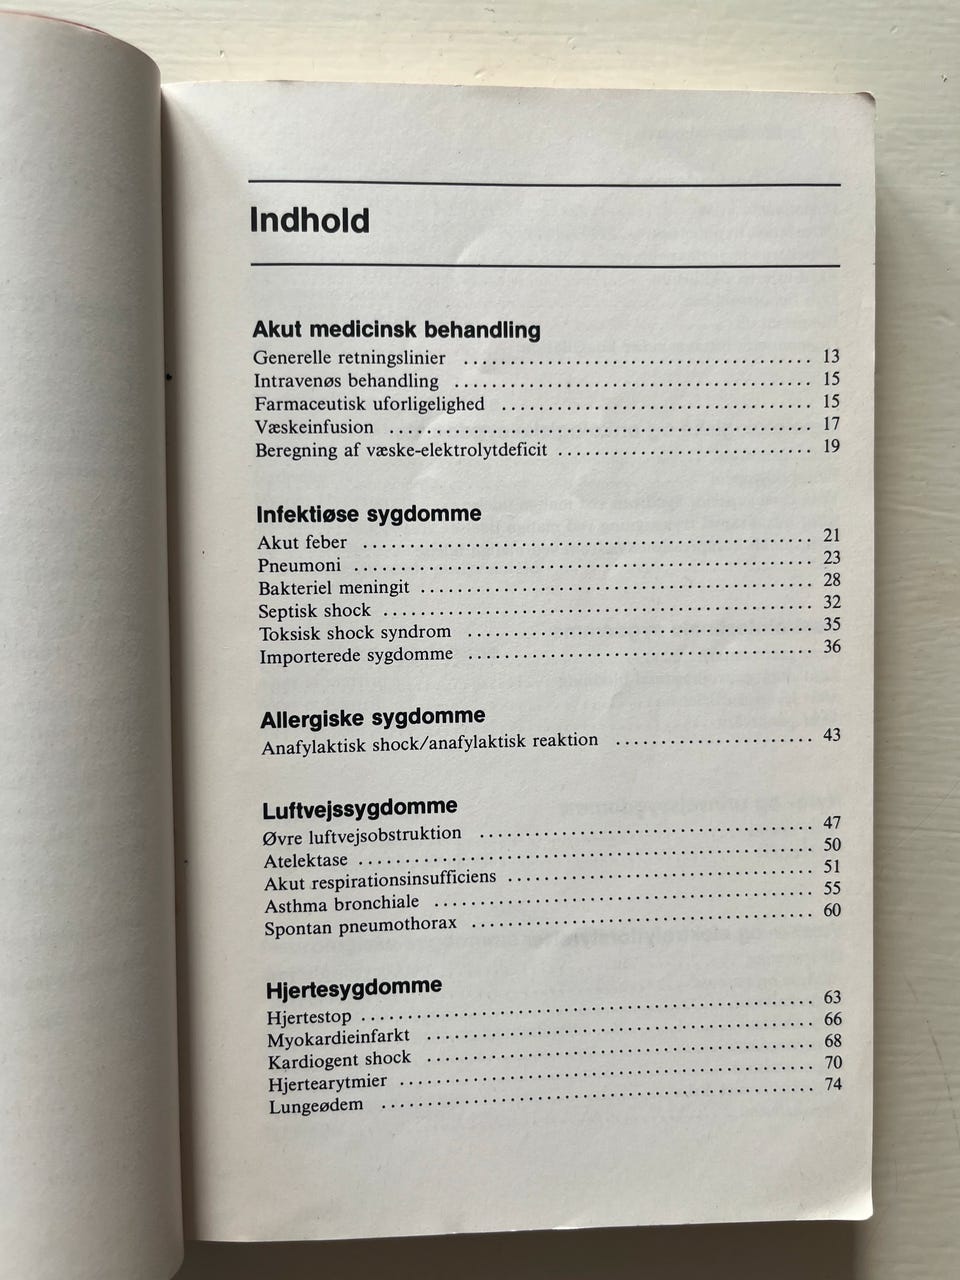 Indhold
Akut medicinsk behandling
Generelle retningslinier ........................................ 13
Intravenøs behandling ........................................ 15
Farmaceutisk uforligelighed ........................................ 15
Væskeinfusion ........................................ 17
Beregning af væske-elektrolytdeficit ........................................ 19
Infektiøse sygdomme
Akut feber ........................................ 21
Pneumoni ........................................ 23
Bakteriel meningit ........................................ 28
Septisk shock ........................................ 32
Toksisk shock syndrom ........................................ 35
Importerede sygdomme ........................................ 36
Allergiske sygdomme
Anafylaktisk shock/anafylaktisk reaktion ...................... 43
Luftvejssygdomme
Øvre luftvejsobstruktion ........................................ 47
Atelektase ........................................ 50
Akut respirationsinsufficiens ........................................ 51
Asthma bronchiale ........................................ 55
Spontan pneumothorax ........................................ 60
Hjertesygdomme
Hjertestop ........................................ 63
Myokardieinfarkt ........................................ 66
Kardiogent shock ........................................ 68
Hjertearytmier ........................................ 70
Lungeødem ........................................ 74